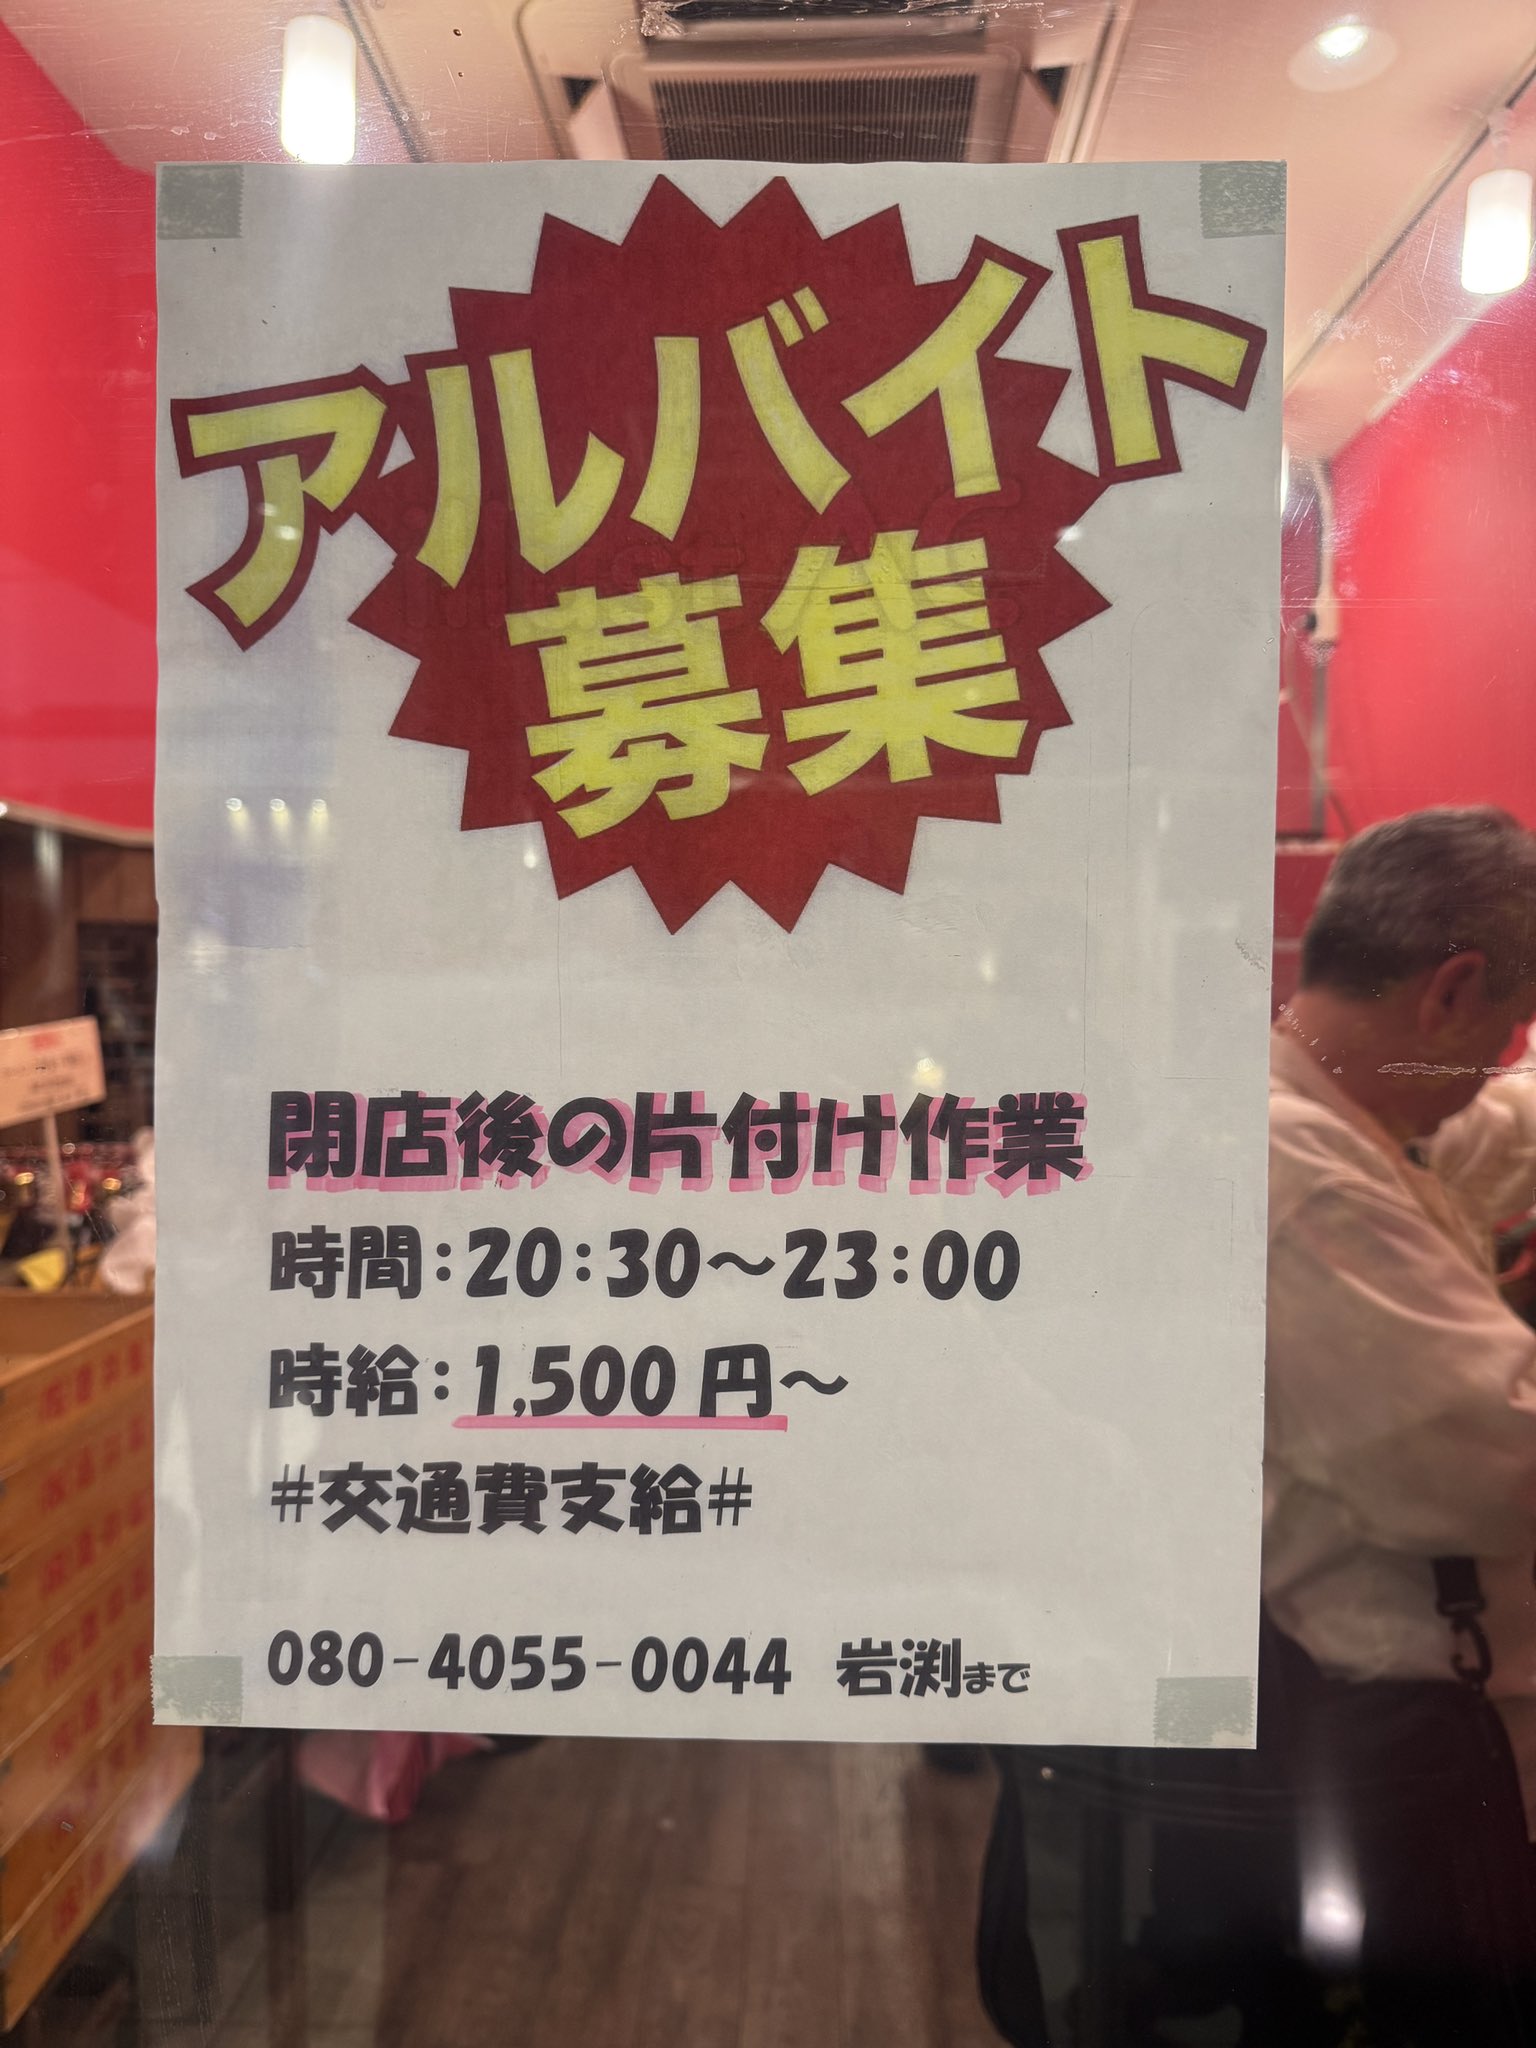 アルバイト
募集
閉店後の片付け作業
時間：20：30～23：00
時給：1,500円～
#交通費支給#
080-4055-0044 岩渕まで